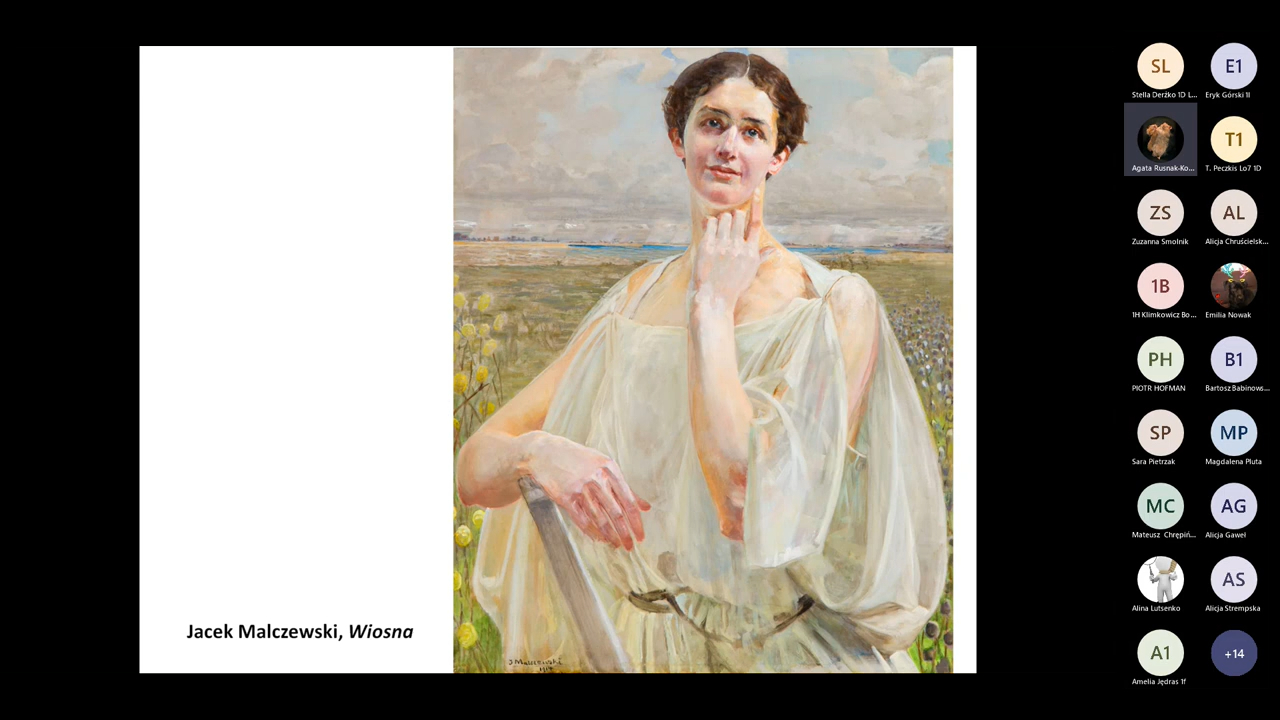 Jacek Malczewski, Wiosna
J Malczewski
1914
SL
Stella Derżko 1D L...
E1
Eryk Górski 1I
Agata Rusnak-Ko...
T1
T. Peczkis Lo7 1D
ZS
Zuzanna Smolnik
AL
Alicja Chruścielsk...
1B
1H Klimkowicz Bo...
Emilia Nowak
PH
PIOTR HOFMAN
B1
Bartosz Babinows...
SP
Sara Pietrzak
MP
Magdalena Pluta
MC
Mateusz Chrępiń...
AG
Alicja Gaweł
Alina Lutsenko
AS
Alicja Strempska
A1
Amelia Jędras 1f
+14